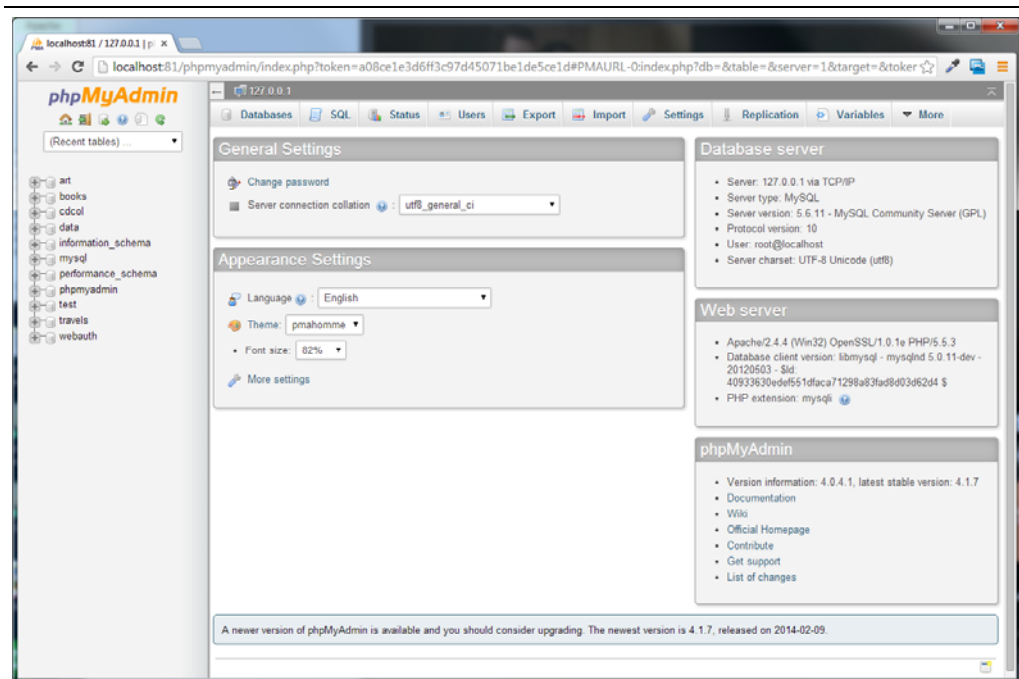 localhost:81 / 127.0.0.1 | p
localhost:81/phpmyadmin/index.php?token=a08ce1e3d6ff3c97d45071be1de5ce1d#PMAURL-0:index.php?db=&table=&server=1&target=&token
phpMyAdmin
(Recent tables) ...
art
books
cdcol
data
information_schema
mysql
performance_schema
phpmyadmin
test
travels
webauth
127.0.0.1
Databases SQL Status Users Export Import Settings Replication Variables More
General Settings
Change password
Server connection collation : utf8_general_ci
Appearance Settings
Language : English
Theme: pmahomme
Font size: 82%
More settings
Database server
Server: 127.0.0.1 via TCP/IP
Server type: MySQL
Server version: 5.6.11 - MySQL Community Server (GPL)
Protocol version: 10
User: root@localhost
Server charset: UTF-8 Unicode (utf8)
Web server
Apache/2.4.4 (Win32) OpenSSL/1.0.1e PHP/5.5.3
Database client version: libmysql - mysqlnd 5.0.11-dev -
20120503 - $Id:
40933630edef551dfaca71298a83fad8d03d62d4 $
PHP extension: mysqli
phpMyAdmin
Version information: 4.0.4.1, latest stable version: 4.1.7
Documentation
Wiki
Official Homepage
Contribute
Get support
List of changes
A newer version of phpMyAdmin is available and you should consider upgrading. The newest version is 4.1.7, released on 2014-02-09.